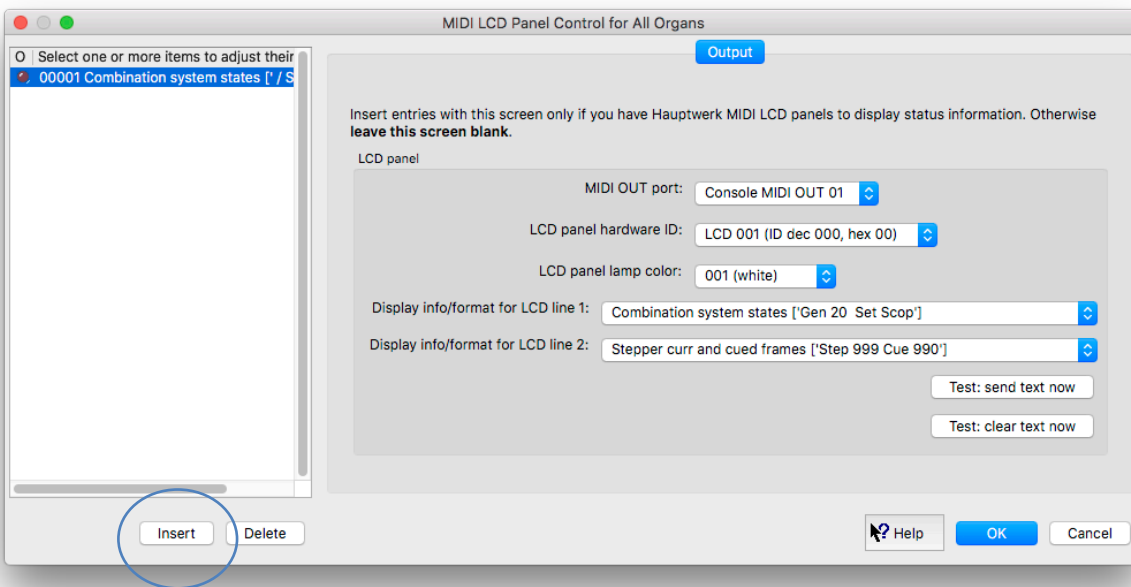 MIDI LCD Panel Control for All Organs
O Select one or more items to adjust their
00001 Combination system states [' / S
Output
Insert entries with this screen only if you have Hauptwerk MIDI LCD panels to display status information. Otherwise
leave this screen blank.
LCD panel
MIDI OUT port: Console MIDI OUT 01
LCD panel hardware ID: LCD 001 (ID dec 000, hex 00)
LCD panel lamp color: 001 (white)
Display info/format for LCD line 1: Combination system states ['Gen 20 Set Scop']
Display info/format for LCD line 2: Stepper curr and cued frames ['Step 999 Cue 990']
Test: send text now
Test: clear text now
Insert Delete ? Help OK Cancel